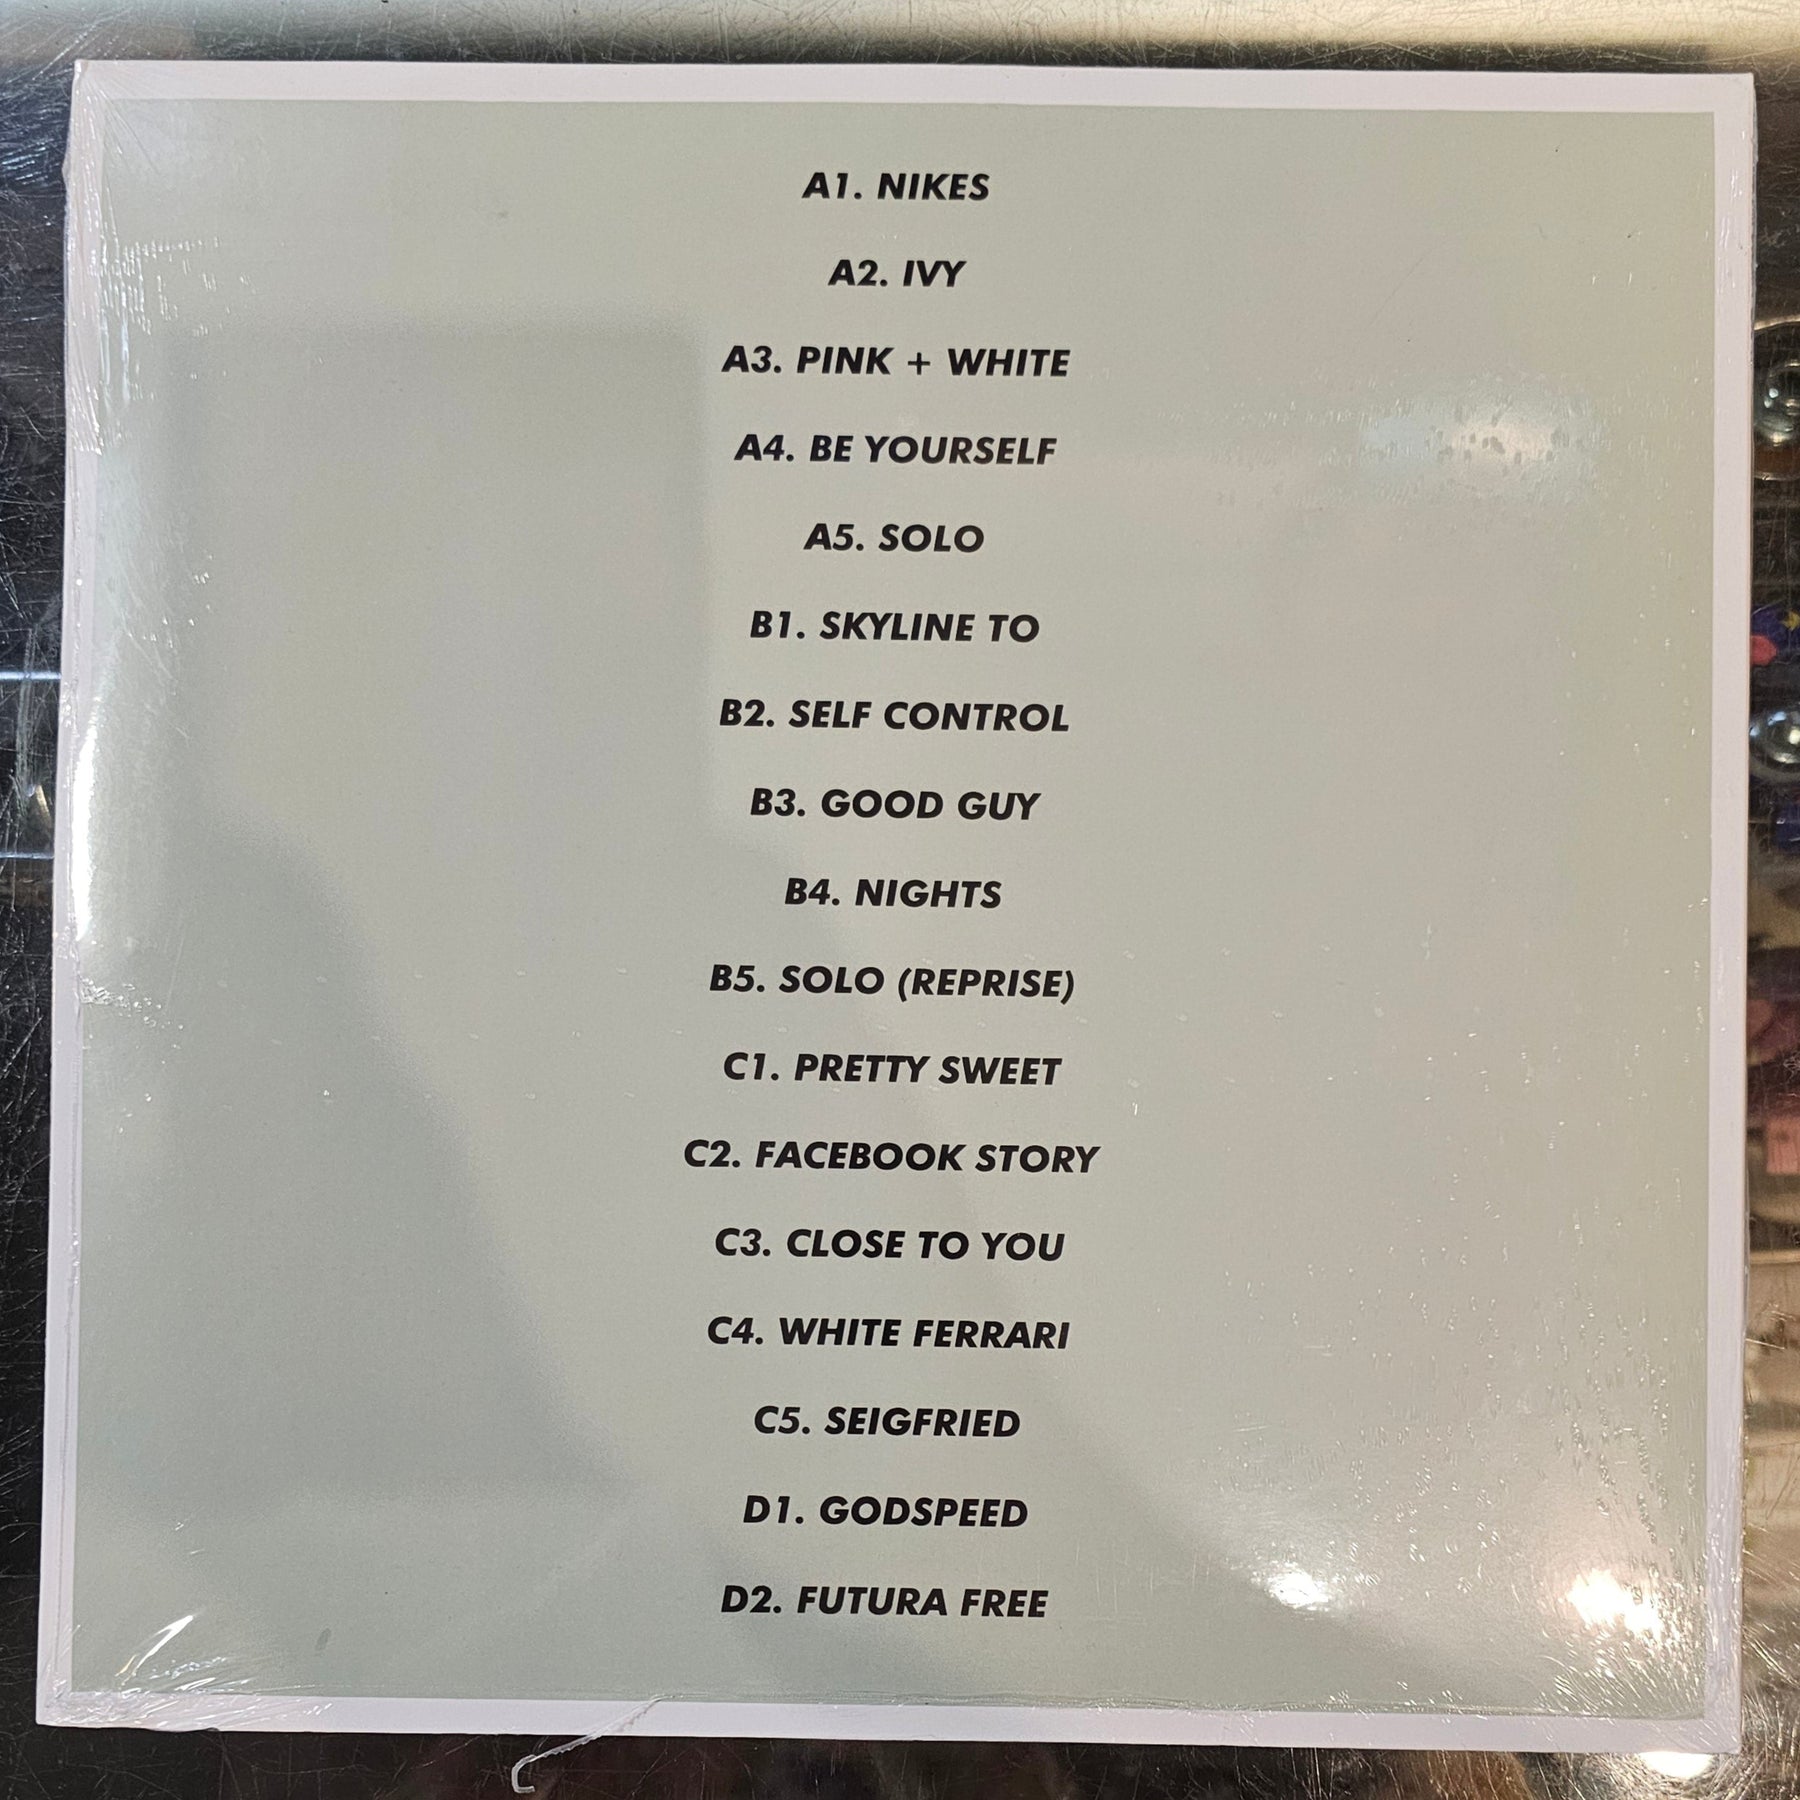 A1. NIKES
A2. IVY
A3. PINK + WHITE
A4. BE YOURSELF
A5. SOLO
B1. SKYLINE TO
B2. SELF CONTROL
B3. GOOD GUY
B4. NIGHTS
B5. SOLO (REPRISE)
C1. PRETTY SWEET
C2. FACEBOOK STORY
C3. CLOSE TO YOU
C4. WHITE FERRARI
C5. SEIGFRIED
D1. GODSPEED
D2. FUTURA FREE